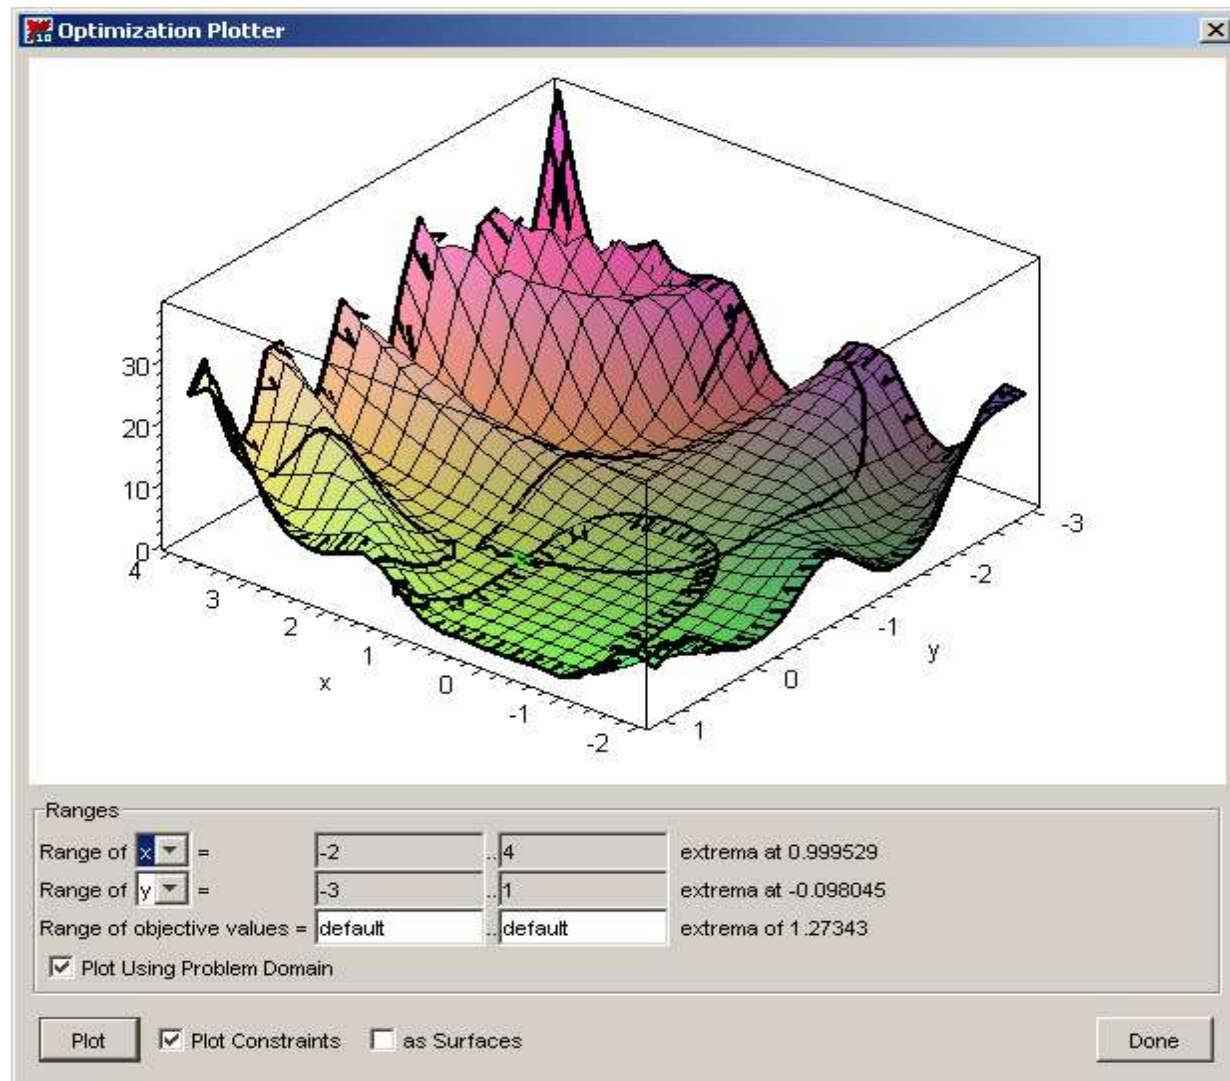 Optimization Plotter
30
20
10
0
4
3
2
1
0
-1
-2
x
1
0
-1
-2
-3
y
Ranges
Range of x = -2 .. 4 extrema at 0.999529
Range of y = -3 .. 1 extrema at -0.098045
Range of objective values = default .. default extrema of 1.27343
Plot Using Problem Domain
Plot Plot Constraints as Surfaces Done